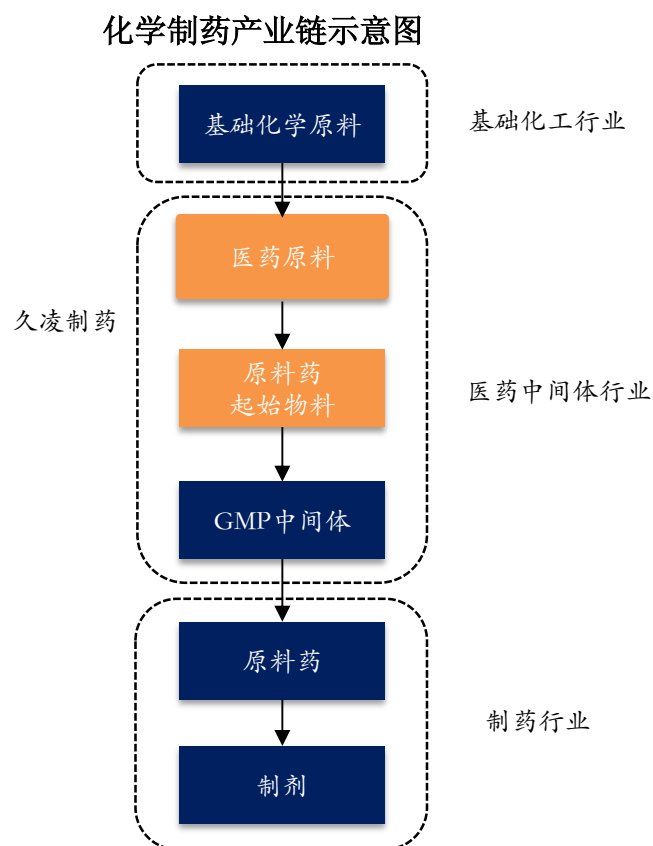 化学制药产业链示意图
基础化学原料
基础化工行业
医药原料
久凌制药
原料药
起始物料
医药中间体行业
GMP中间体
原料药
制药行业
制剂